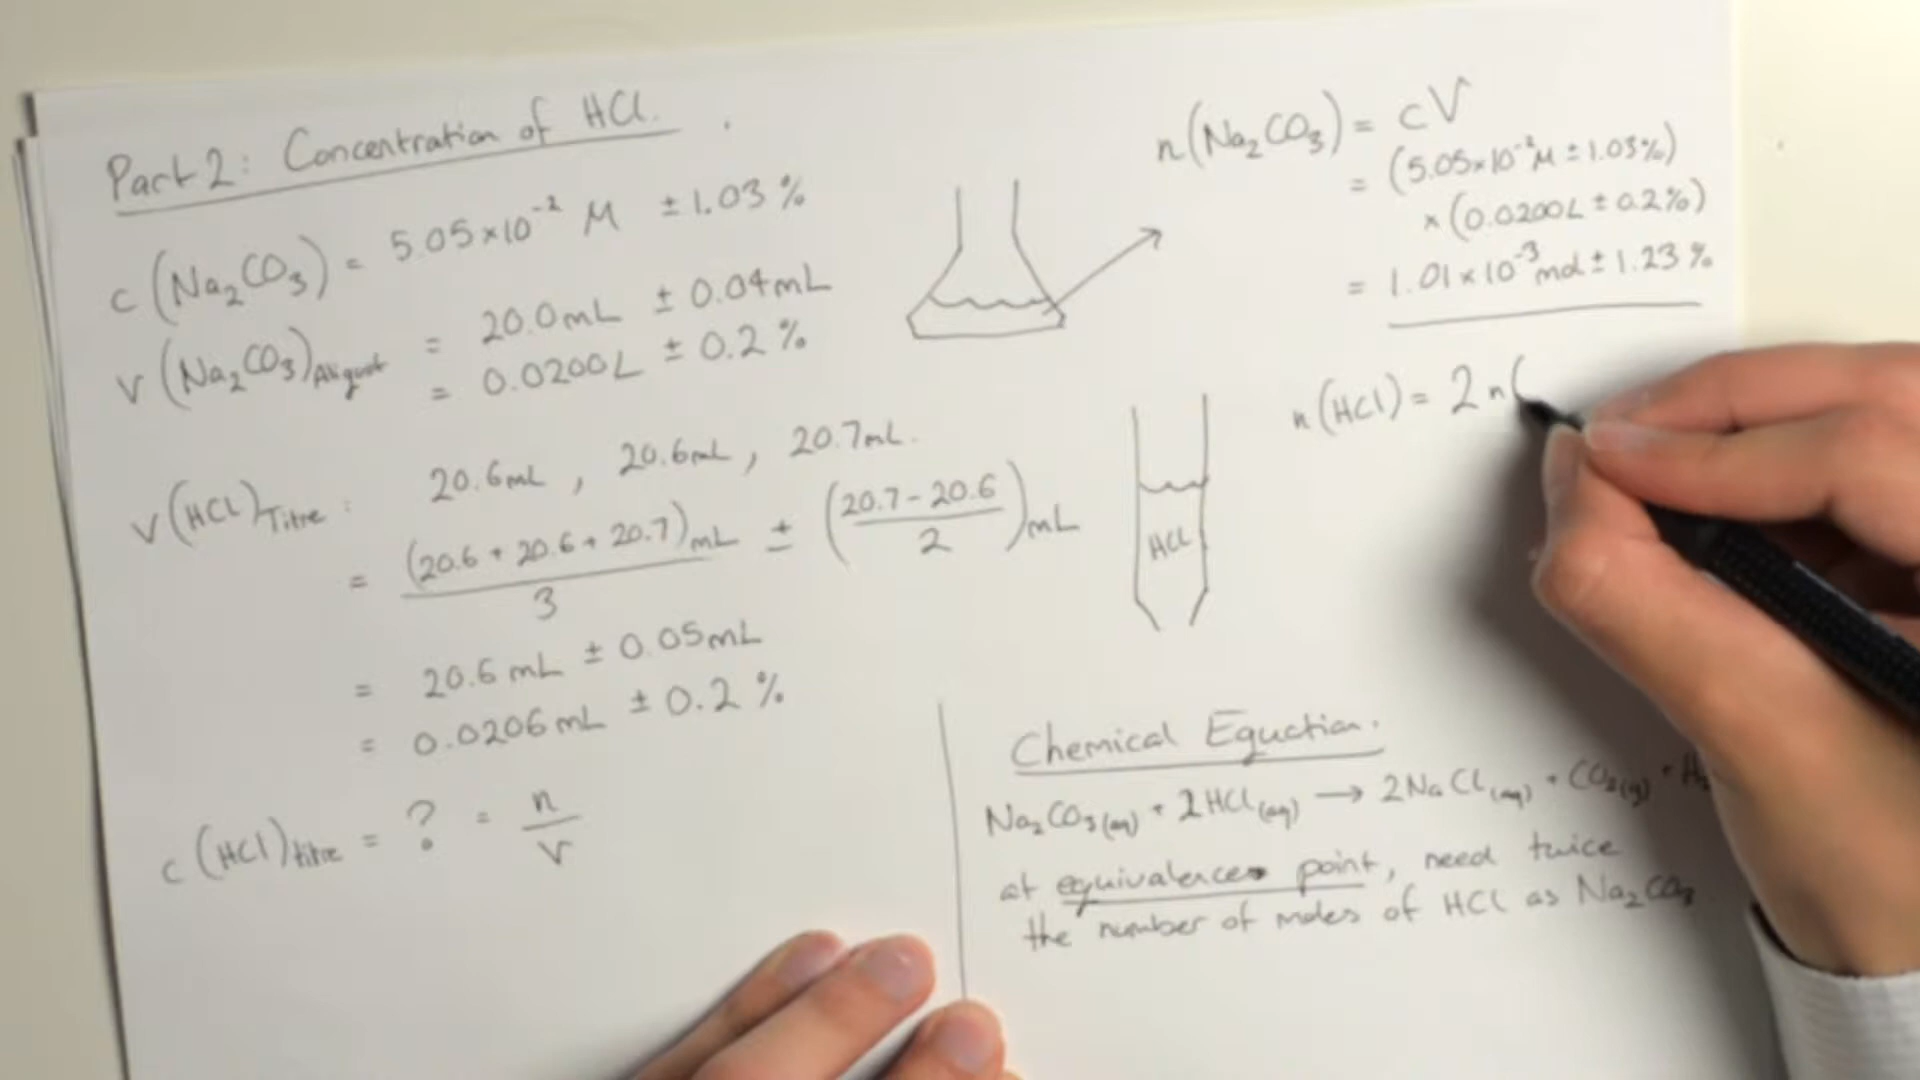 Part 2: Concentration of HCl.
c(Na₂CO₃) = 5.05×10⁻² M ± 1.03 %
V(Na₂CO₃)Aliquot = 20.0mL ± 0.04mL
= 0.0200L ± 0.2 %
V(HCl)Titre : 20.6mL , 20.6mL , 20.7mL.
= (20.6 + 20.6 + 20.7)mL / 3 ± (20.7 - 20.6 / 2)mL
= 20.6 mL ± 0.05mL
= 0.0206mL ± 0.2 %
c(HCl)titre = ? = n / V
n(Na₂CO₃) = cV
= (5.05×10⁻²M ± 1.03%)
× (0.0200L ± 0.2%)
= 1.01×10⁻³mol ± 1.23 %
n(HCl) = 2n(
HCl
Chemical Equation.
Na₂CO₃(aq) + 2HCl(aq) → 2NaCl(aq) + CO₂(g) + H₂
at equivalence point, need twice
the number of moles of HCl as Na₂CO₃